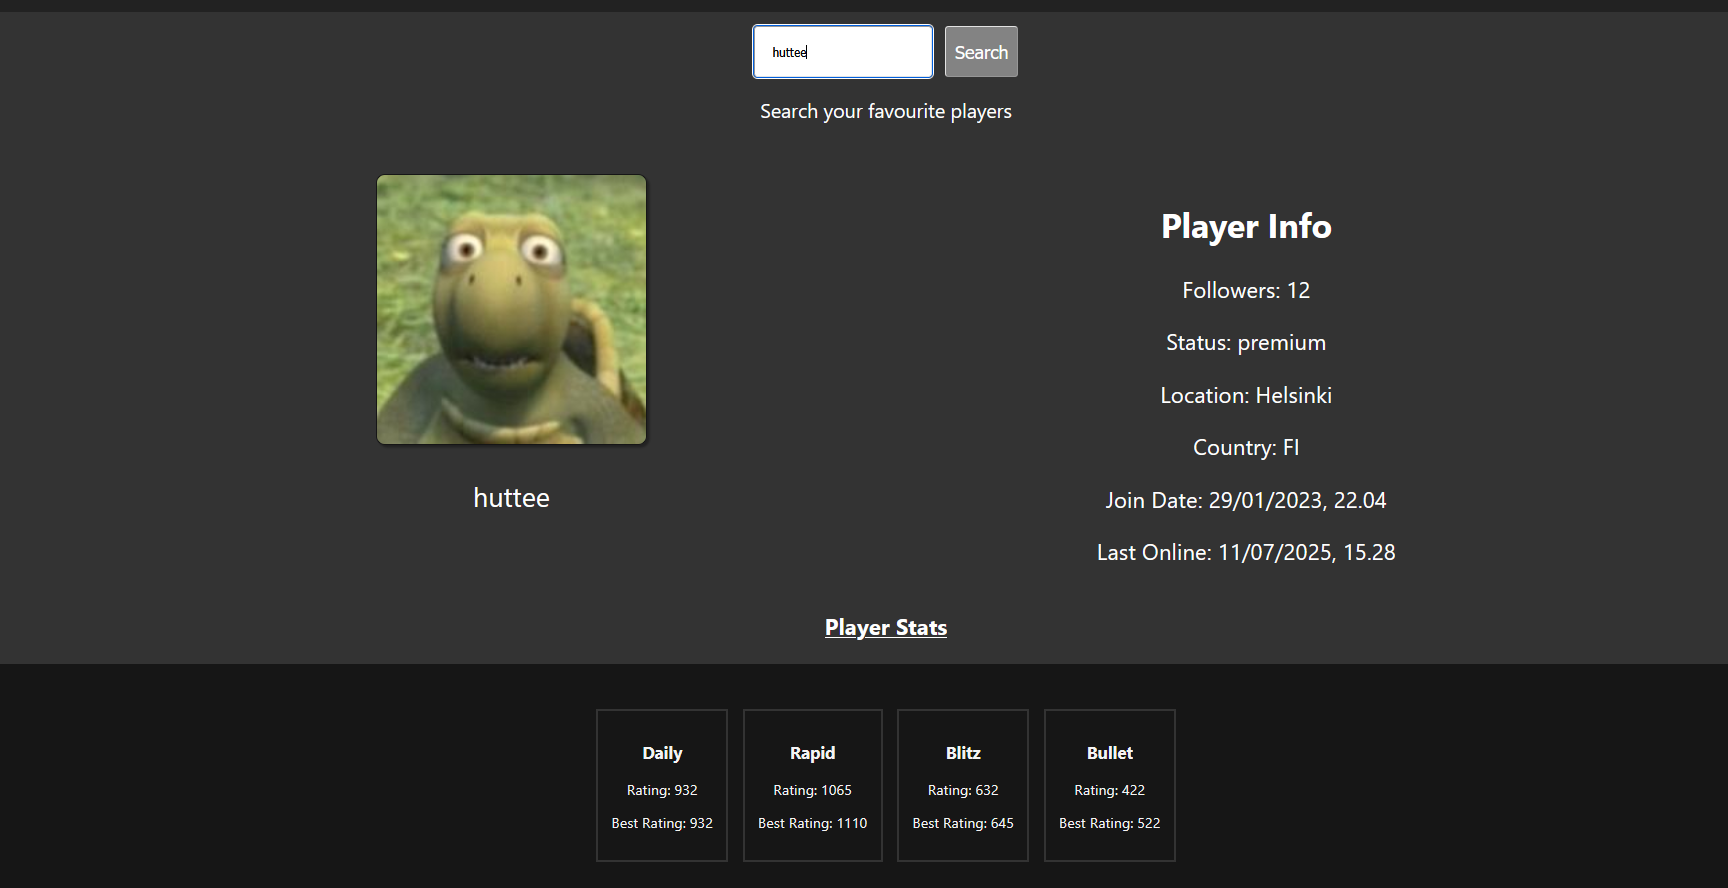 huttee
Search
Search your favourite players
huttee
Player Info
Followers: 12
Status: premium
Location: Helsinki
Country: FI
Join Date: 29/01/2023, 22.04
Last Online: 11/07/2025, 15.28
Player Stats
Daily
Rating: 932
Best Rating: 932
Rapid
Rating: 1065
Best Rating: 1110
Blitz
Rating: 632
Best Rating: 645
Bullet
Rating: 422
Best Rating: 522